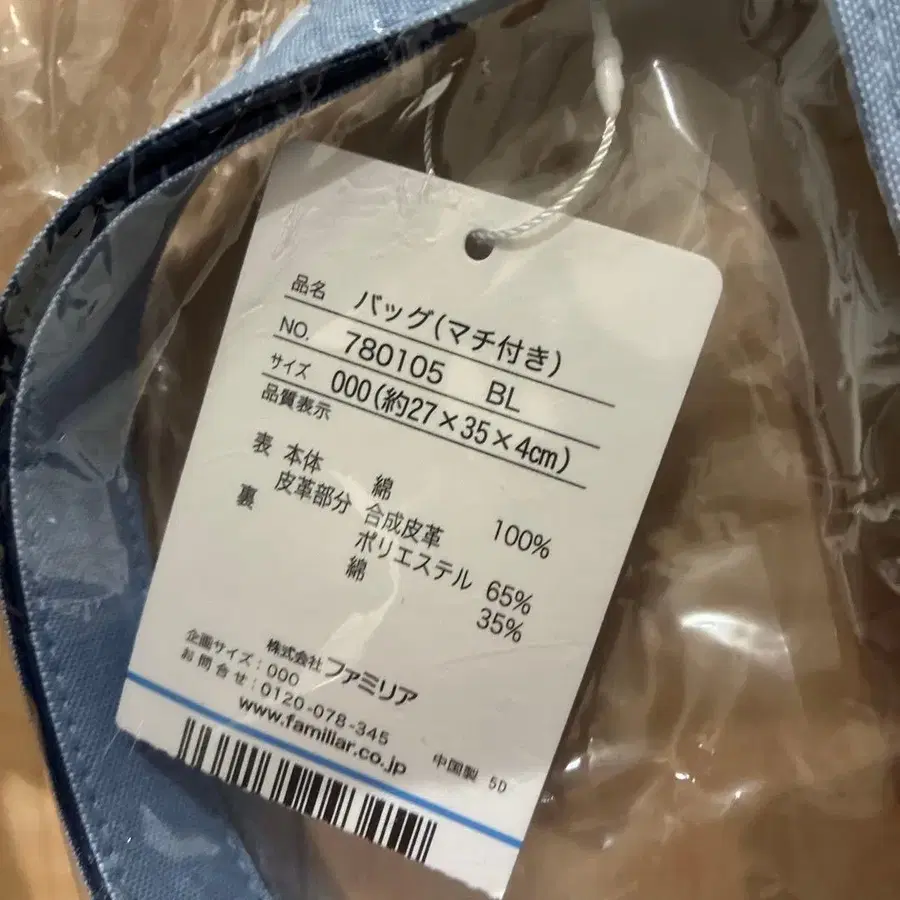 品名 バッグ(マチ付き)
NO. 780105 BL
サイズ 000(約27×35×4cm)
品質表示
表 本体 綿 100%
皮革部分 合成皮革
裏 ポリエステル 65%
綿 35%
株式会社 ファミリア
企画サイズ:000
お問合せ:0120-078-345
www.familiar.co.jp
中国製 5D